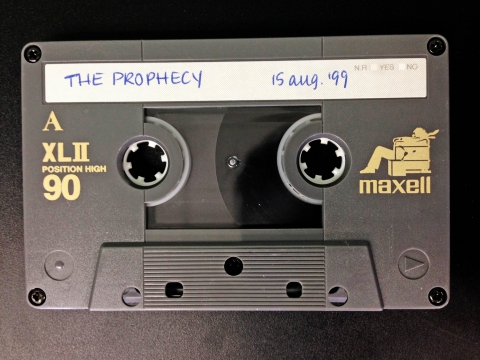 THE PROPHECY 15 aug. '99
N.R. YES NO
A
XLII
POSITION HIGH
90
maxell